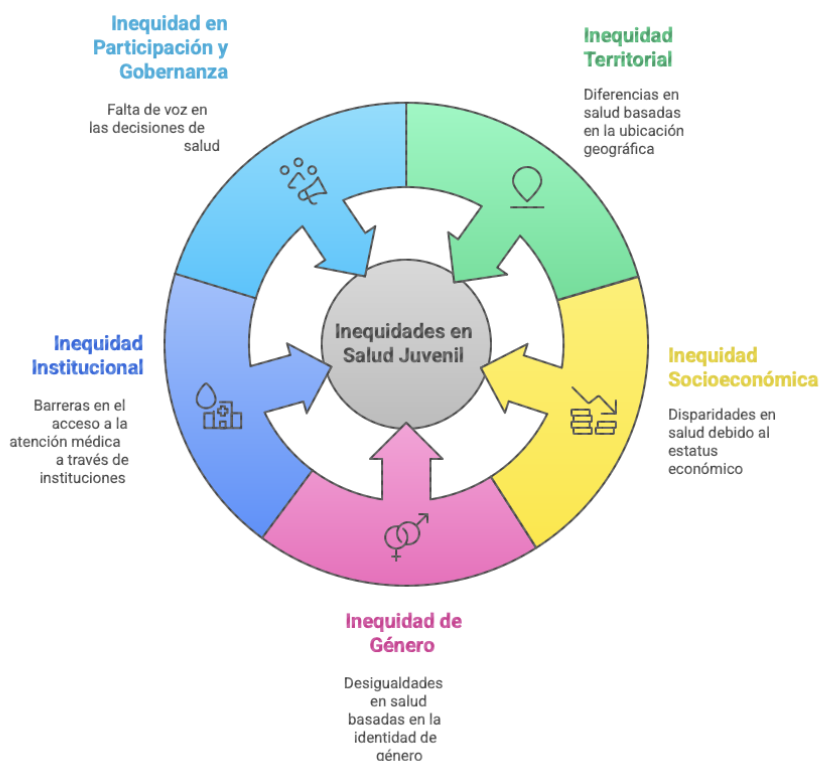 Inequidad en
Participación y
Gobernanza
Falta de voz en
las decisiones de
salud
Inequidad
Territorial
Diferencias en
salud basadas
en la ubicación
geográfica
Inequidades en
Salud Juvenil
Inequidad
Institucional
Barreras en el
acceso a la
atención médica
a través de
instituciones
Inequidad
Socioeconómica
Disparidades en
salud debido al
estatus
económico
Inequidad de
Género
Desigualdades
en salud
basadas en la
identidad de
género